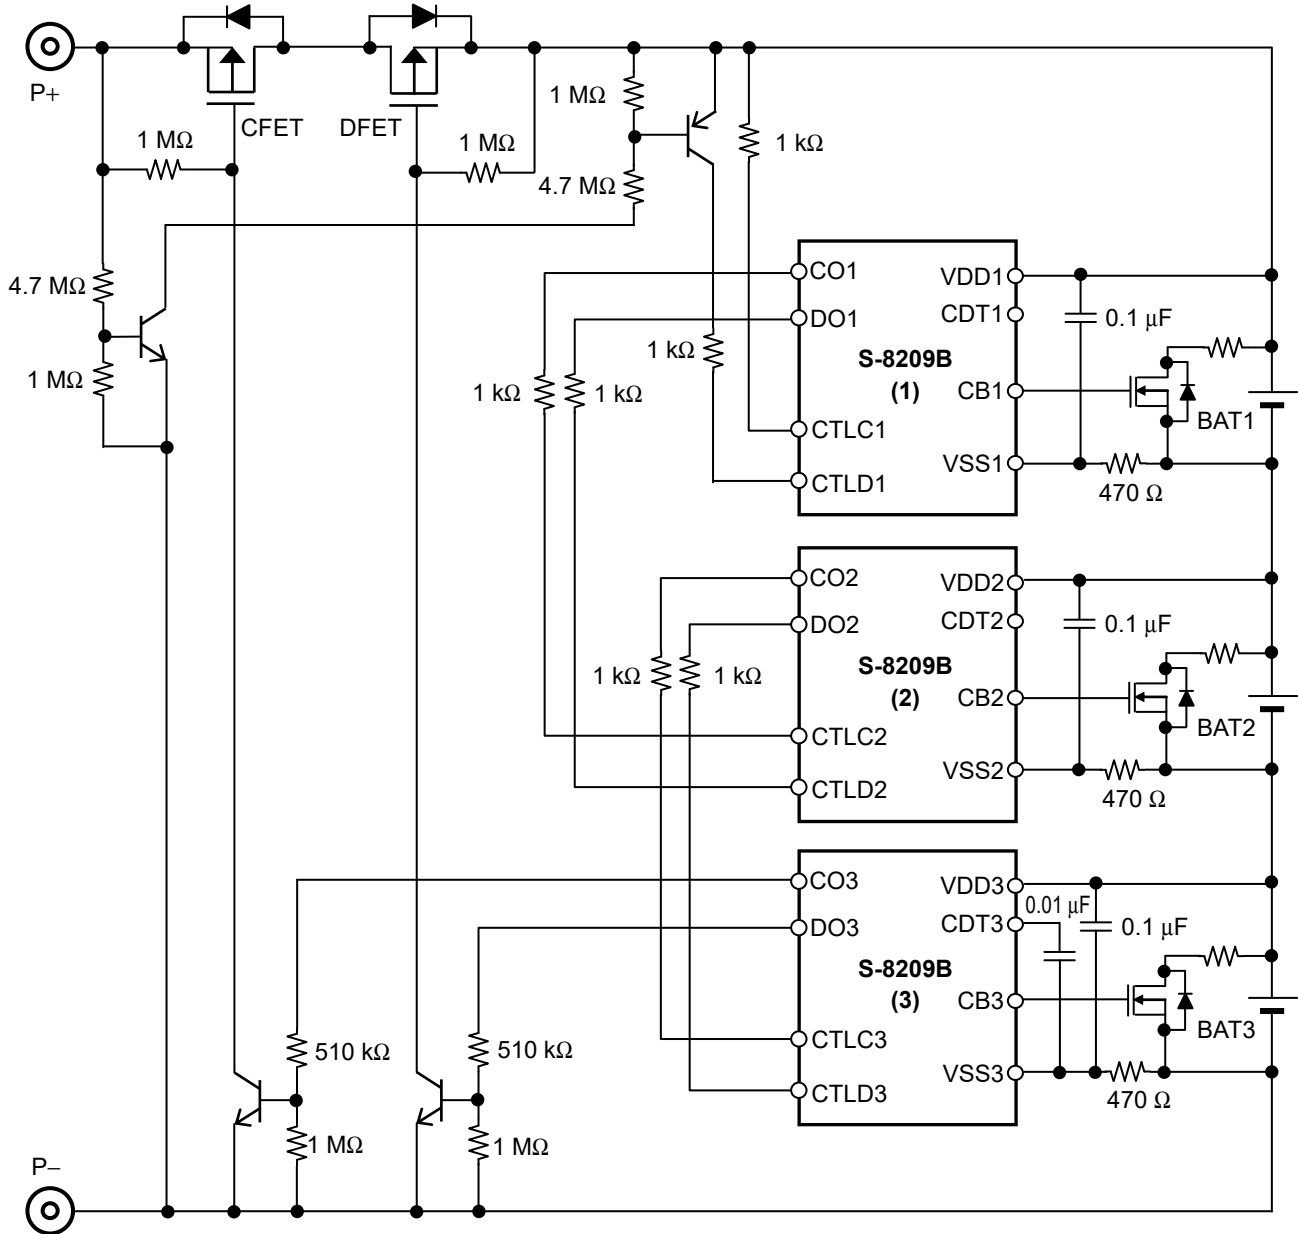 P+
CFET
DFET
1 MΩ
1 MΩ
1 MΩ
4.7 MΩ
1 kΩ
4.7 MΩ
1 MΩ
1 kΩ
1 kΩ
1 kΩ
CO1
DO1
S-8209B
(1)
CTLC1
CTLD1
VDD1
CDT1
CB1
VSS1
0.1 µF
BAT1
470 Ω
1 kΩ
1 kΩ
CO2
DO2
S-8209B
(2)
CTLC2
CTLD2
VDD2
CDT2
CB2
VSS2
0.1 µF
BAT2
470 Ω
CO3
DO3
S-8209B
(3)
CTLC3
CTLD3
VDD3
CDT3
CB3
VSS3
0.01 µF
0.1 µF
BAT3
470 Ω
510 kΩ
510 kΩ
1 MΩ
1 MΩ
P−